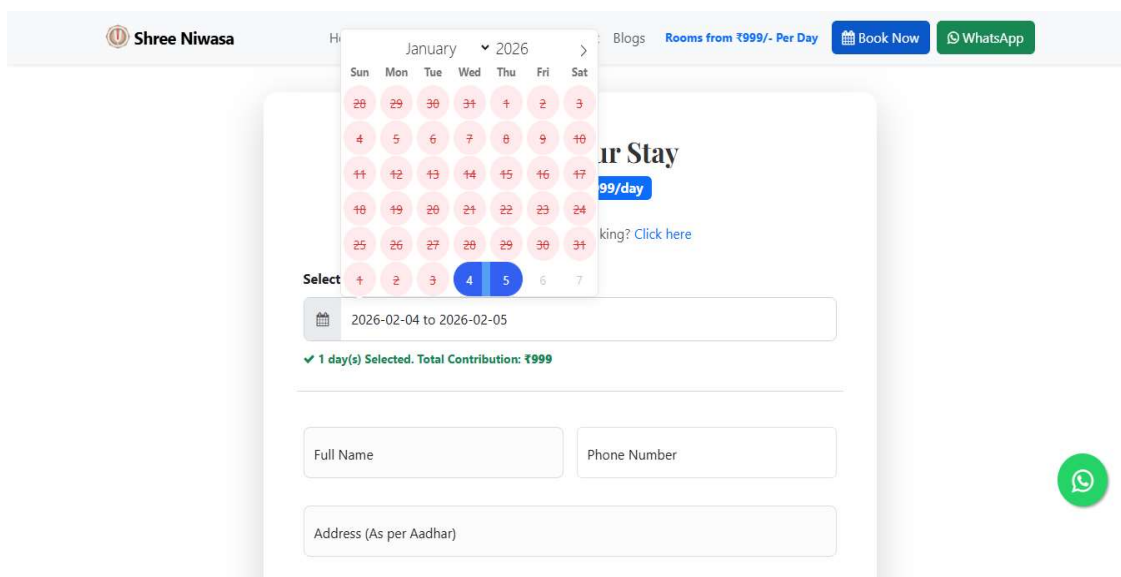 Shree Niwasa
Blogs
Rooms from ₹999/- Per Day
Book Now
WhatsApp
January 2026
Sun Mon Tue Wed Thu Fri Sat
28 29 30 31 1 2 3
4 5 6 7 8 9 10
11 12 13 14 15 16 17
18 19 20 21 22 23 24
25 26 27 28 29 30 31
1 2 3 4 5 6 7
Stay
99/day
king? Click here
Select
2026-02-04 to 2026-02-05
1 day(s) Selected. Total Contribution: ₹999
Full Name
Phone Number
Address (As per Aadhar)